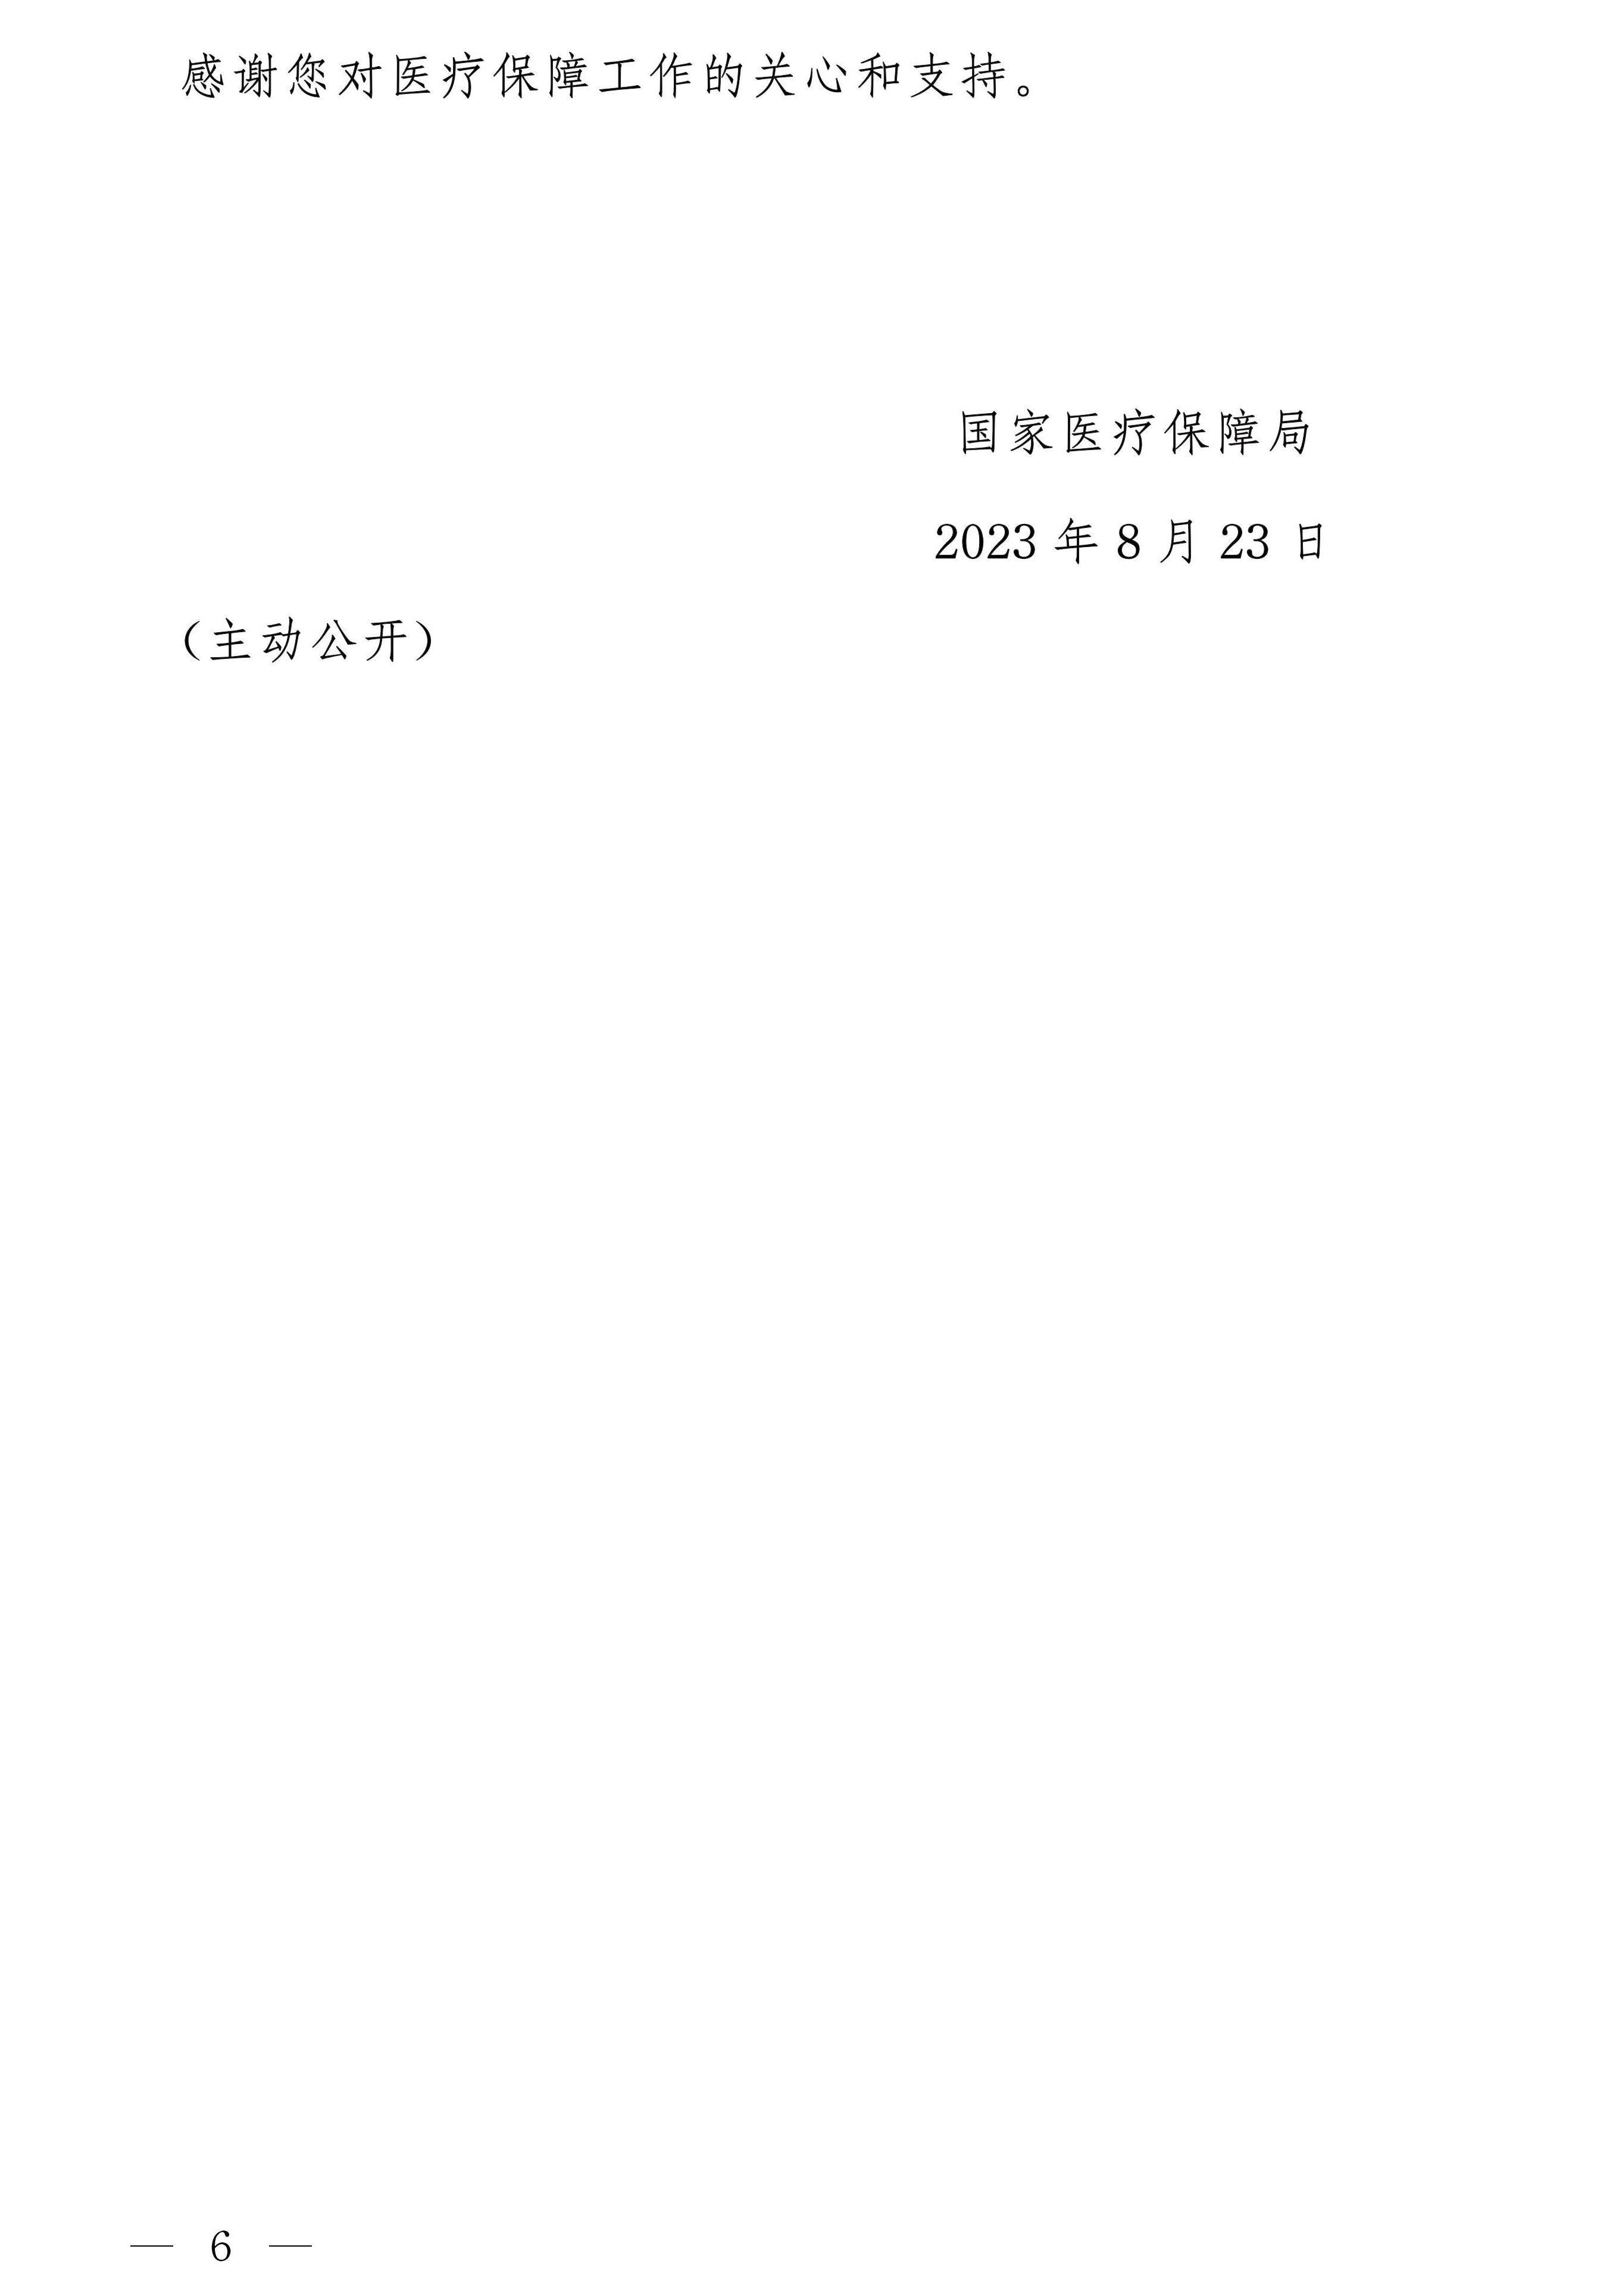 感谢您对医疗保障工作的关心和支持。
国家医疗保障局
2023 年 8 月 23 日
（主动公开）
— 6 —